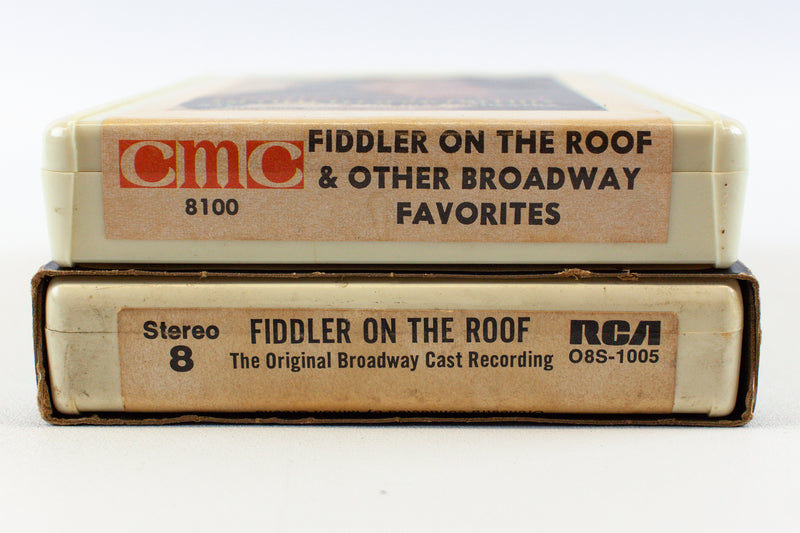 cmc
8100
FIDDLER ON THE ROOF
& OTHER BROADWAY
FAVORITES
Stereo
8
FIDDLER ON THE ROOF
The Original Broadway Cast Recording
RCA
O8S-1005